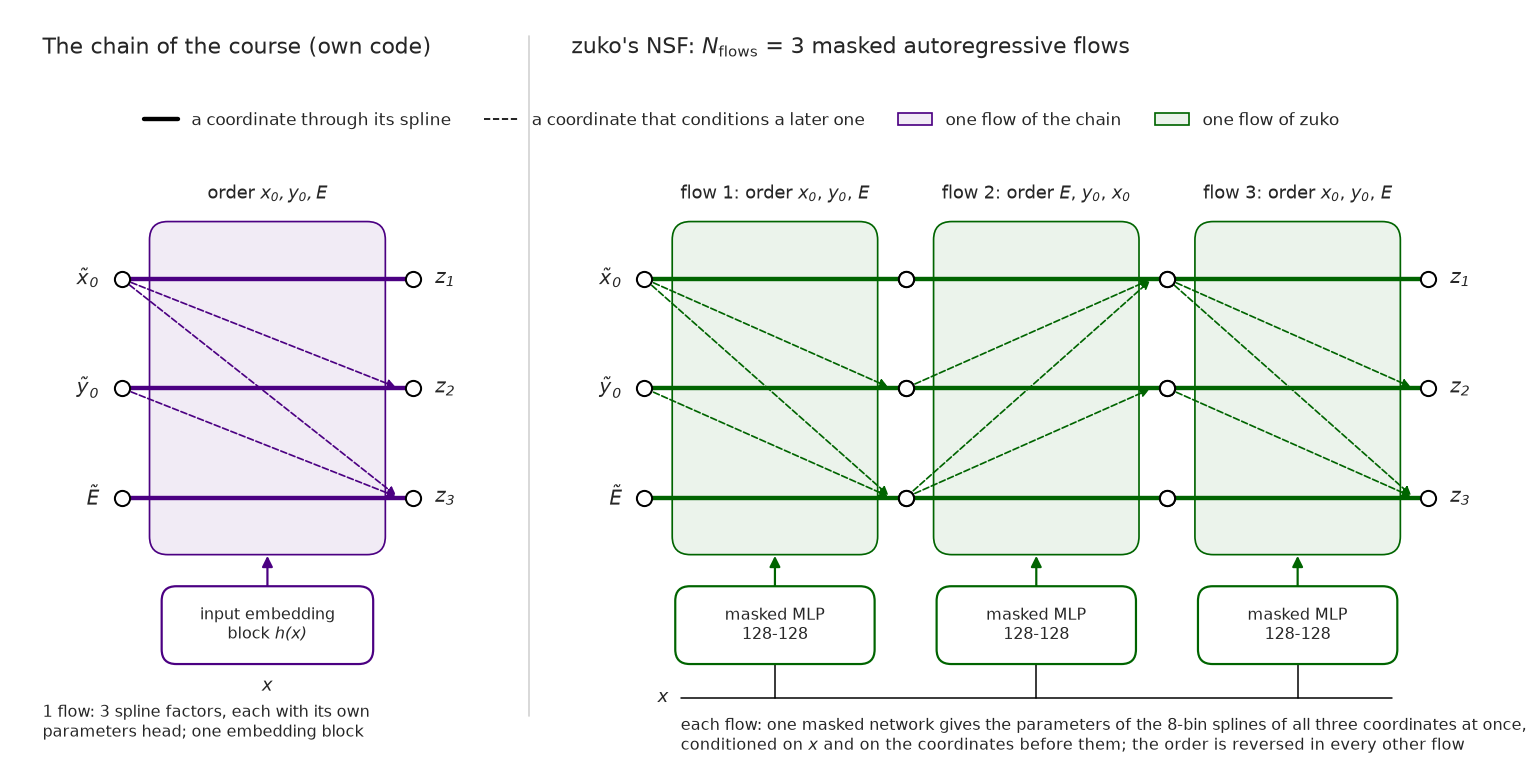 The chain of the course (own code)
zuko's NSF: N_flows = 3 masked autoregressive flows
a coordinate through its spline
a coordinate that conditions a later one
one flow of the chain
one flow of zuko
order x₀, y₀, E
flow 1: order x₀, y₀, E
flow 2: order E, y₀, x₀
flow 3: order x₀, y₀, E
x̃₀
z₁
x̃₀
z₁
ỹ₀
z₂
ỹ₀
z₂
Ẽ
z₃
Ẽ
z₃
input embedding
block h(x)
masked MLP
128-128
masked MLP
128-128
masked MLP
128-128
x
x
1 flow: 3 spline factors, each with its own
parameters head; one embedding block
each flow: one masked network gives the parameters of the 8-bin splines of all three coordinates at once,
conditioned on x and on the coordinates before them; the order is reversed in every other flow